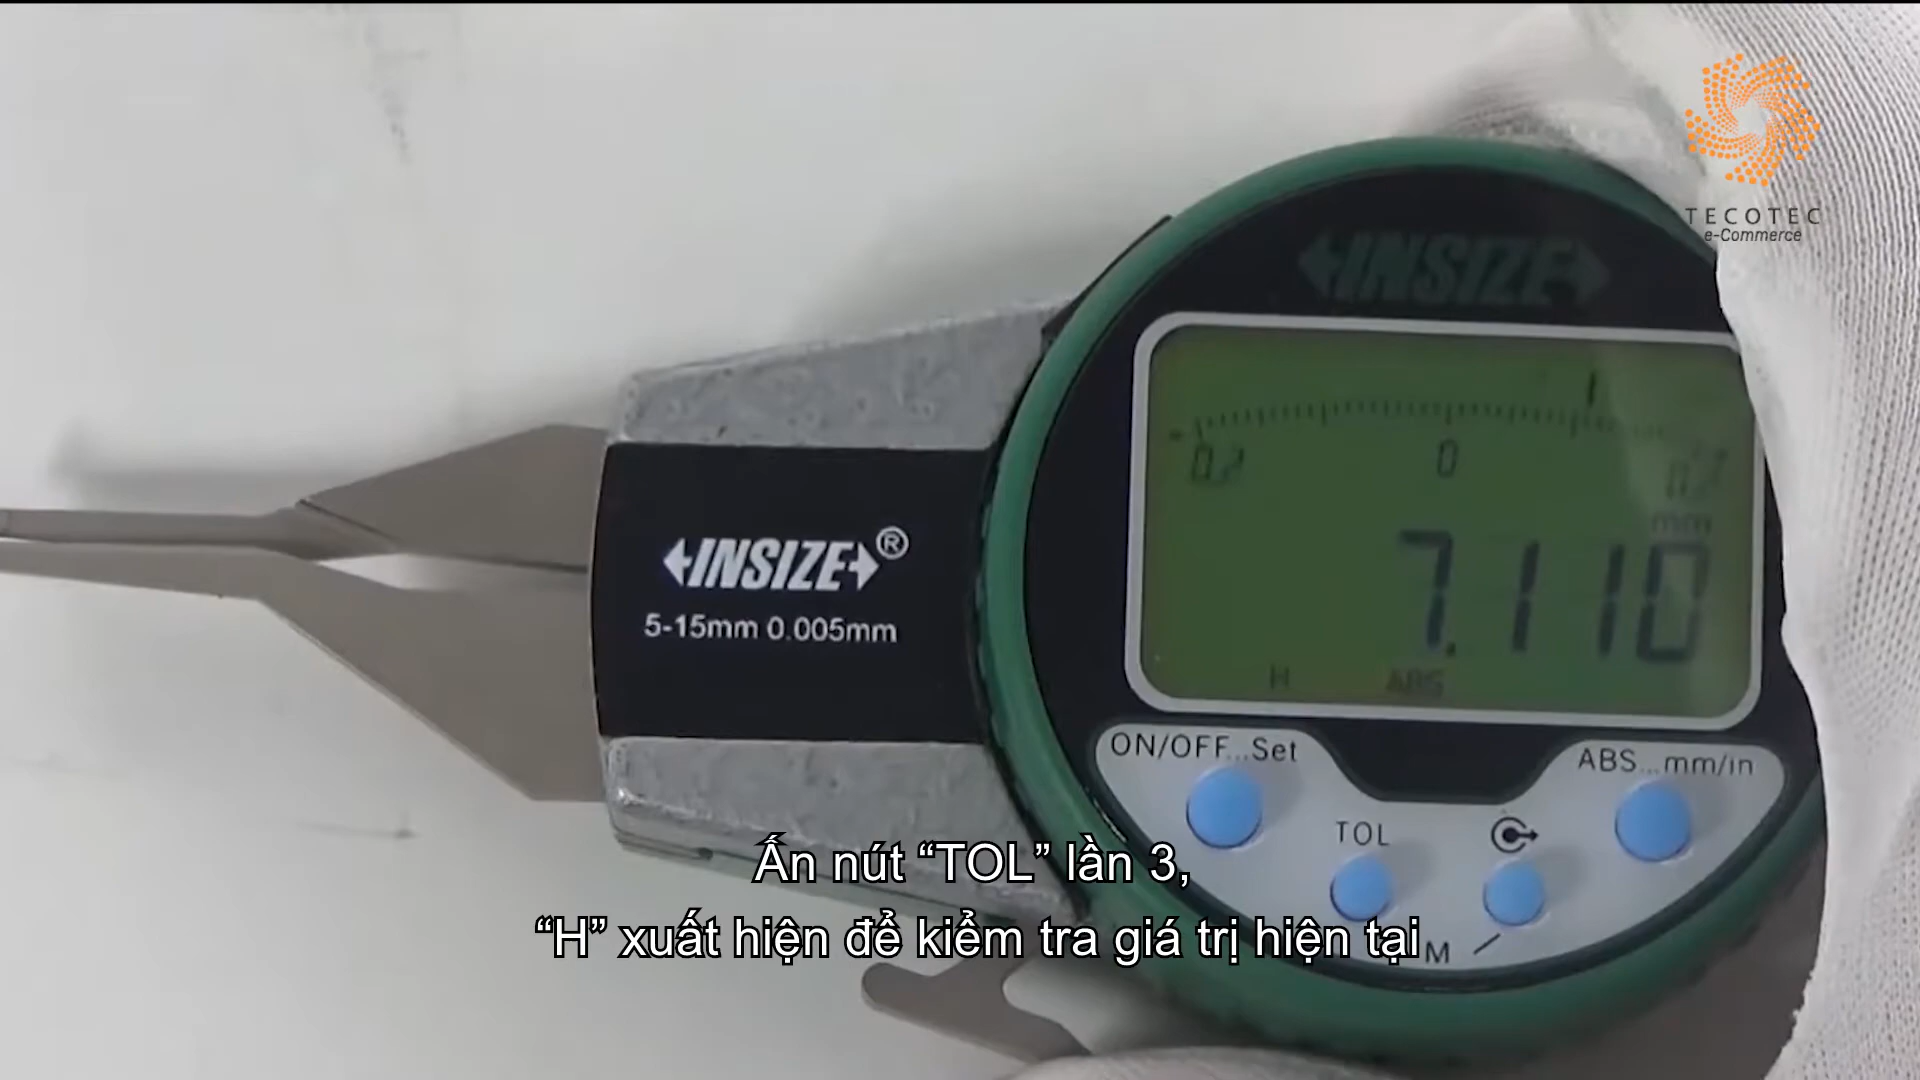 TECOTEC
e-Commerce
INSIZE
0.2
0
0.2
mm
7.110
H ABS
INSIZE®
5-15mm 0.005mm
ON/OFF...Set
ABS...mm/in
TOL
M
Ấn nút “TOL” lần 3,
“H” xuất hiện để kiểm tra giá trị hiện tại